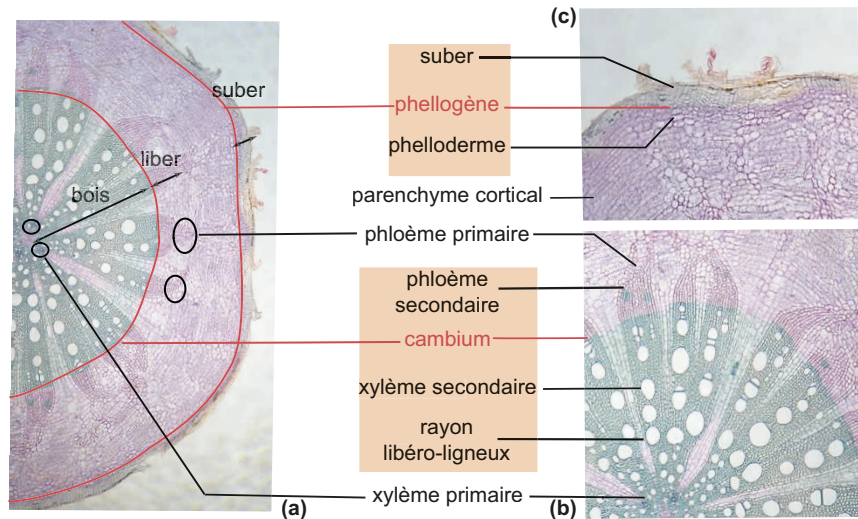 (c)
suber
suber
phellogène
phelloderme
liber
bois
parenchyme cortical
phloème primaire
phloème
secondaire
cambium
xylème secondaire
rayon
libéro-ligneux
xylème primaire
(a)
(b)